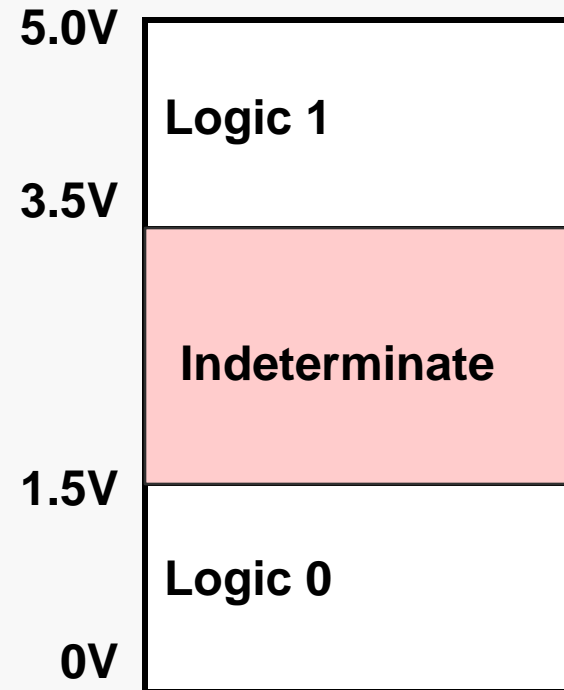 5.0V
Logic 1
3.5V
Indeterminate
1.5V
Logic 0
0V